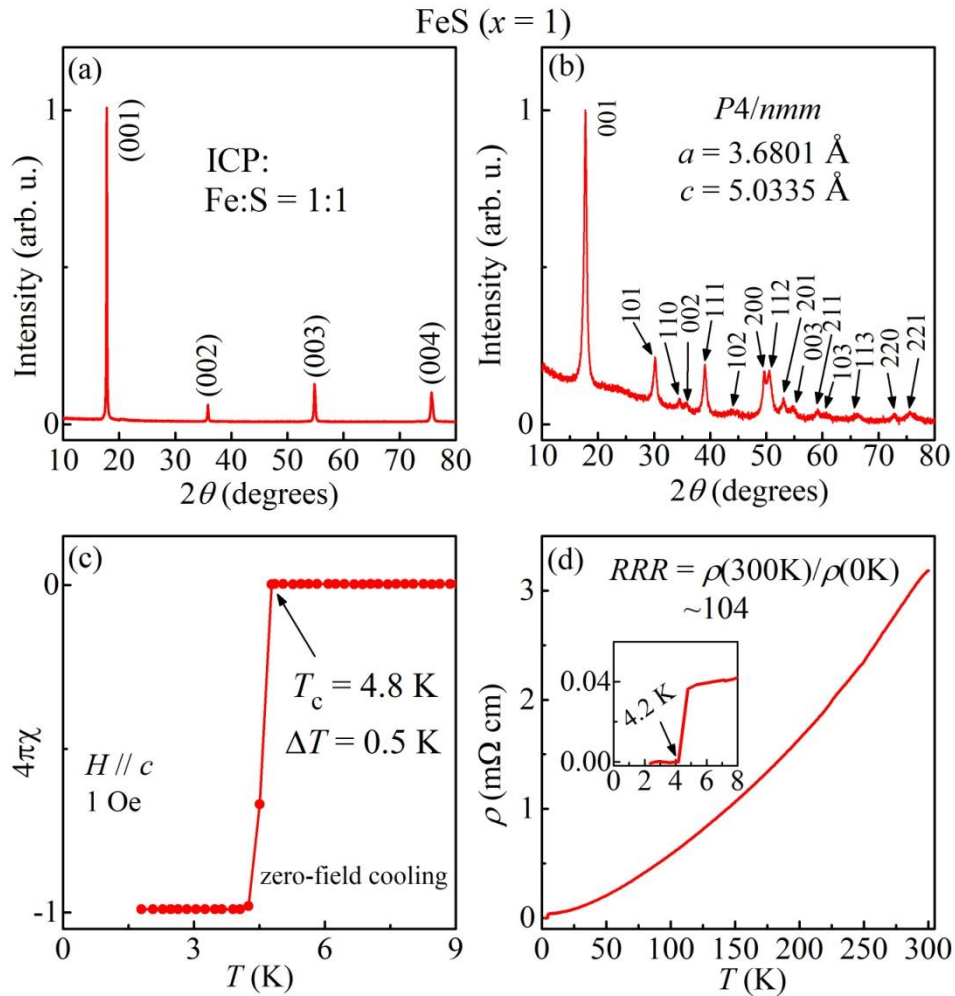 FeS (x = 1)
(a)
(001)
ICP:
Fe:S = 1:1
(002)
(003)
(004)
1
0
Intensity (arb. u.)
10 20 30 40 50 60 70 80
2θ (degrees)
(b)
001
P4/nmm
a = 3.6801 Å
c = 5.0335 Å
101
110
002
111
102
200
112
201
003
211
103
113
220
221
1
0
Intensity (arb. u.)
10 20 30 40 50 60 70 80
2θ (degrees)
(c)
0
-1
4πχ
Tc = 4.8 K
ΔT = 0.5 K
H // c
1 Oe
zero-field cooling
0 3 6 9
T (K)
(d)
RRR = ρ(300K)/ρ(0K)
~104
3
2
1
0
ρ (mΩ cm)
0.04
0.00
4.2 K
0 2 4 6 8
0 50 100 150 200 250 300
T (K)